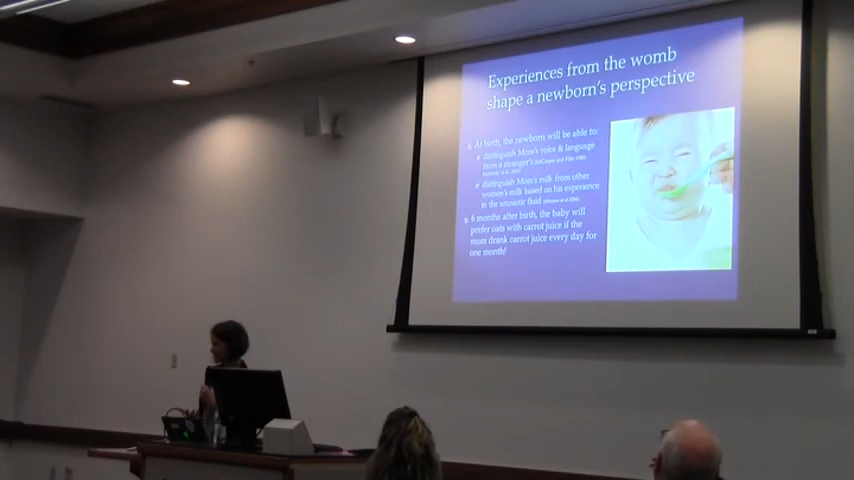 Experiences from the womb
shape a newborn's perspective
At birth, the newborn will be able to:
distinguish Mom's voice & language
from a stranger's
distinguish Mom's milk from other
women's milk based on his experience
in the amniotic fluid
6 months after birth, the baby will
prefer oats with carrot juice if the
mom drank carrot juice every day for
one month!